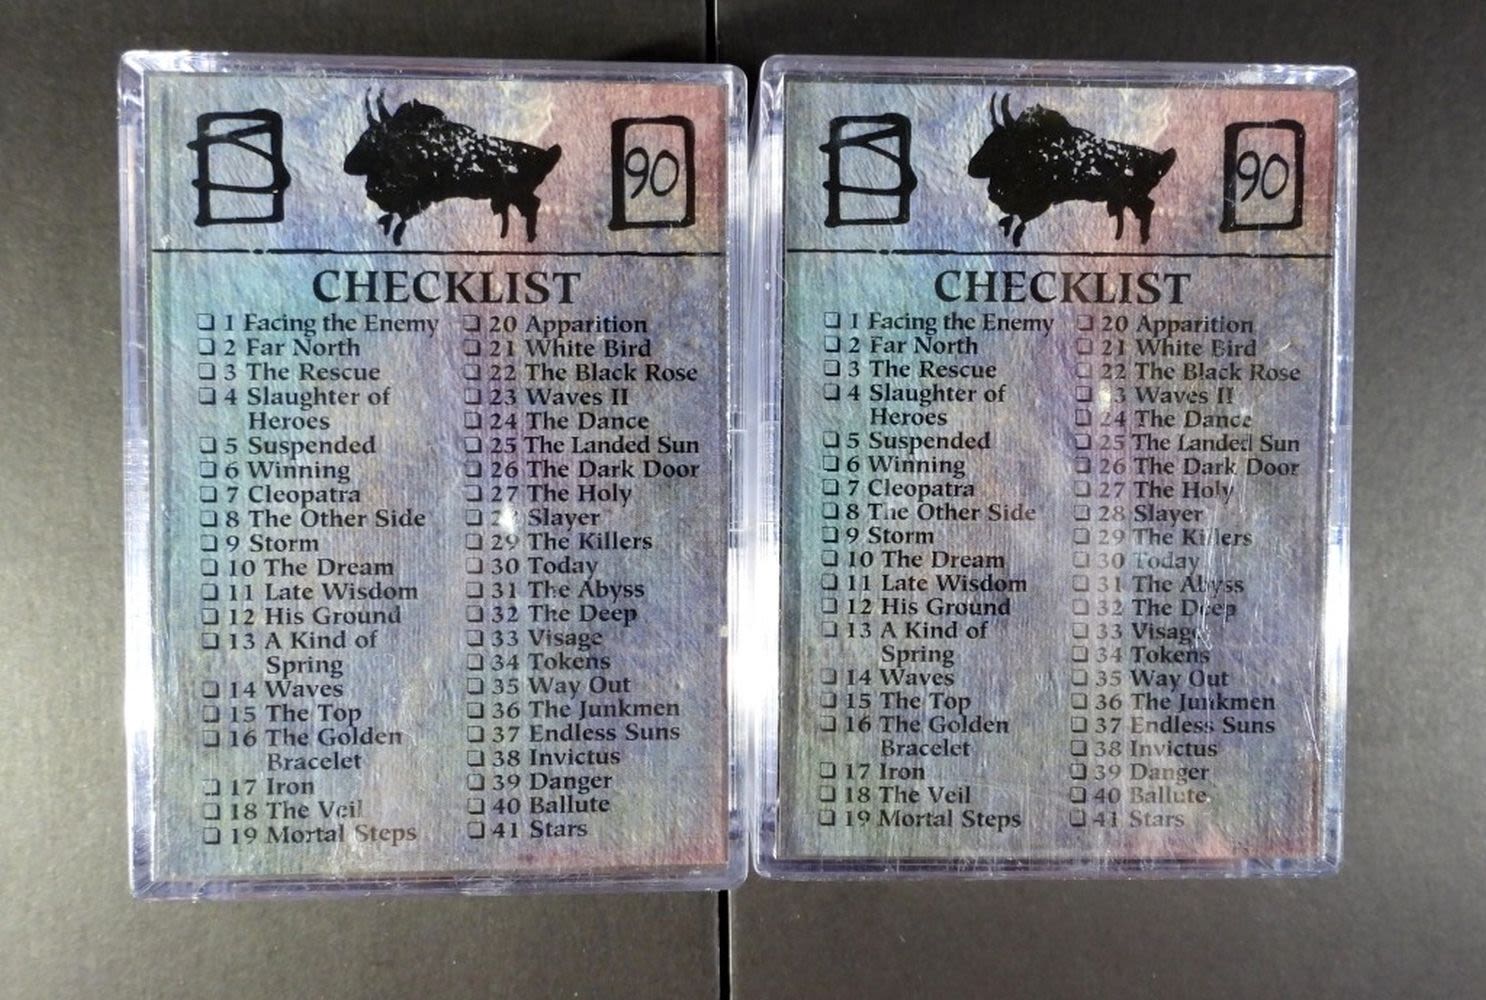 90
CHECKLIST
❏ 1 Facing the Enemy
❏ 2 Far North
❏ 3 The Rescue
❏ 4 Slaughter of
Heroes
❏ 5 Suspended
❏ 6 Winning
❏ 7 Cleopatra
❏ 8 The Other Side
❏ 9 Storm
❏ 10 The Dream
❏ 11 Late Wisdom
❏ 12 His Ground
❏ 13 A Kind of
Spring
❏ 14 Waves
❏ 15 The Top
❏ 16 The Golden
Bracelet
❏ 17 Iron
❏ 18 The Veil
❏ 19 Mortal Steps
❏ 20 Apparition
❏ 21 White Bird
❏ 22 The Black Rose
❏ 23 Waves II
❏ 24 The Dance
❏ 25 The Landed Sun
❏ 26 The Dark Door
❏ 27 The Holy
❏ 28 Slayer
❏ 29 The Killers
❏ 30 Today
❏ 31 The Abyss
❏ 32 The Deep
❏ 33 Visage
❏ 34 Tokens
❏ 35 Way Out
❏ 36 The Junkmen
❏ 37 Endless Suns
❏ 38 Invictus
❏ 39 Danger
❏ 40 Ballute
❏ 41 Stars
90
CHECKLIST
❏ 1 Facing the Enemy
❏ 2 Far North
❏ 3 The Rescue
❏ 4 Slaughter of
Heroes
❏ 5 Suspended
❏ 6 Winning
❏ 7 Cleopatra
❏ 8 The Other Side
❏ 9 Storm
❏ 10 The Dream
❏ 11 Late Wisdom
❏ 12 His Ground
❏ 13 A Kind of
Spring
❏ 14 Waves
❏ 15 The Top
❏ 16 The Golden
Bracelet
❏ 17 Iron
❏ 18 The Veil
❏ 19 Mortal Steps
❏ 20 Apparition
❏ 21 White Bird
❏ 22 The Black Rose
❏ 23 Waves II
❏ 24 The Dance
❏ 25 The Landed Sun
❏ 26 The Dark Door
❏ 27 The Holy
❏ 28 Slayer
❏ 29 The Killers
❏ 30 Today
❏ 31 The Abyss
❏ 32 The Deep
❏ 33 Visage
❏ 34 Tokens
❏ 35 Way Out
❏ 36 The Junkmen
❏ 37 Endless Suns
❏ 38 Invictus
❏ 39 Danger
❏ 40 Ballute
❏ 41 Stars